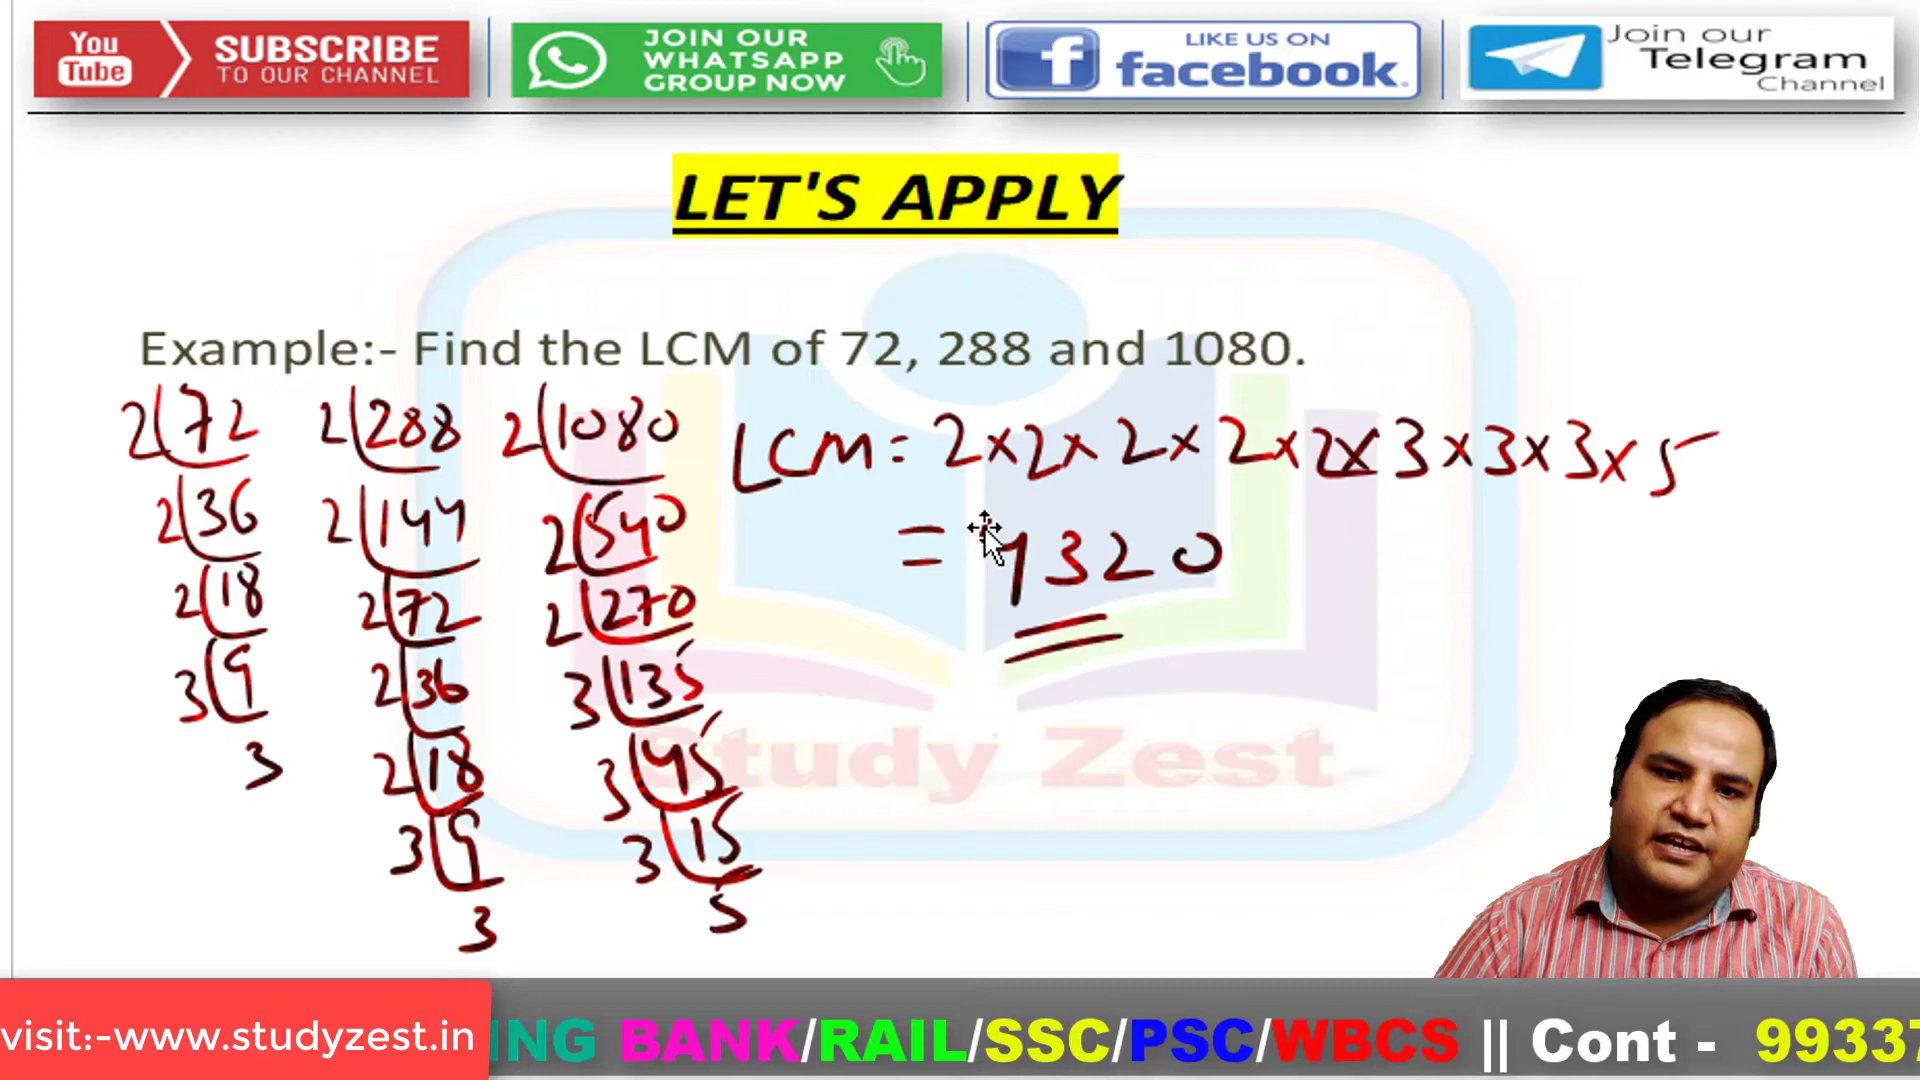 You Tube SUBSCRIBE TO OUR CHANNEL
JOIN OUR WHATSAPP GROUP NOW
LIKE US ON facebook.
Join our Telegram Channel
LET'S APPLY
Example:- Find the LCM of 72, 288 and 1080.
2 72 2 288 2 1080 LCM = 2×2×2×2×2×3×3×3×5
2 36 2 144 2 540 = 4320
2 18 2 72 2 270
3 9 2 36 3 135
3 2 18 3 45
3 9 3 15
3 5
Study Zest
visit:-www.studyzest.in
ING BANK/RAIL/SSC/PSC/WBCS || Cont - 9933